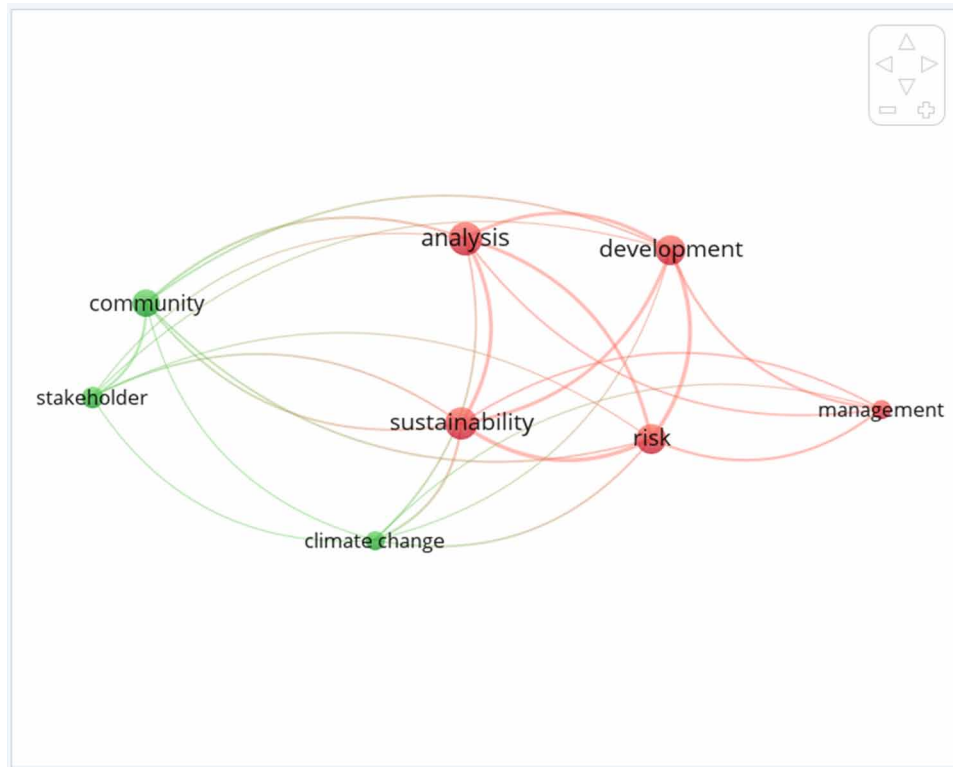 analysis
development
community
stakeholder
sustainability
management
risk
climate change